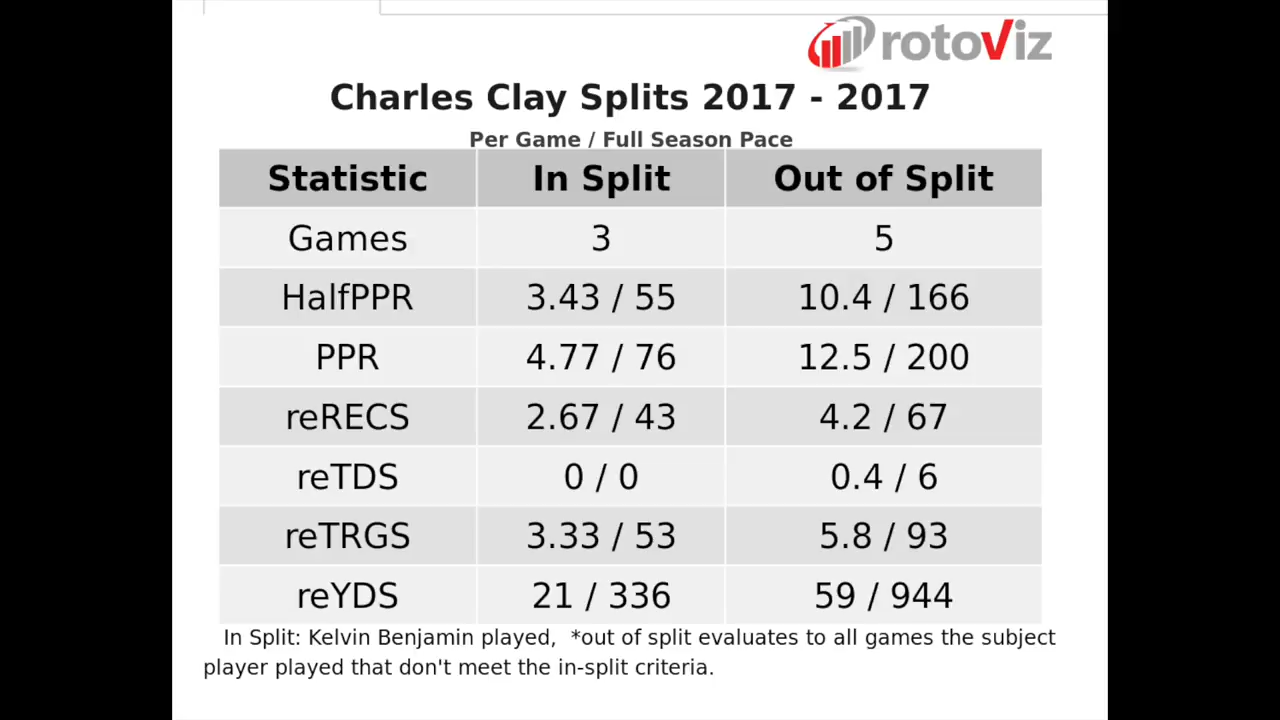 rotoViz
Charles Clay Splits 2017 - 2017
Per Game / Full Season Pace
Statistic In Split Out of Split
Games 3 5
HalfPPR 3.43 / 55 10.4 / 166
PPR 4.77 / 76 12.5 / 200
reRECS 2.67 / 43 4.2 / 67
reTDS 0 / 0 0.4 / 6
reTRGS 3.33 / 53 5.8 / 93
reYDS 21 / 336 59 / 944
In Split: Kelvin Benjamin played, *out of split evaluates to all games the subject
player played that don't meet the in-split criteria.